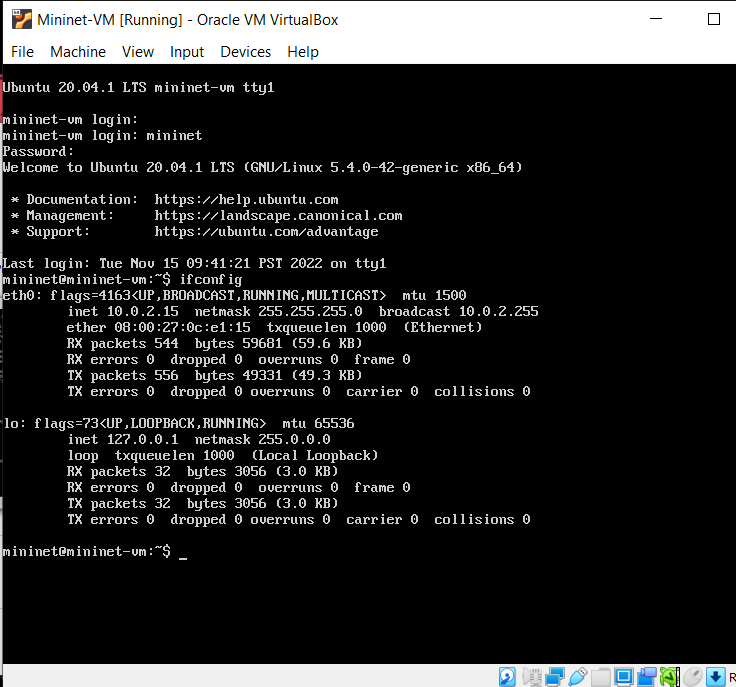 Mininet-VM [Running] - Oracle VM VirtualBox
File Machine View Input Devices Help
Ubuntu 20.04.1 LTS mininet-vm tty1
mininet-vm login:
mininet-vm login: mininet
Password:
Welcome to Ubuntu 20.04.1 LTS (GNU/Linux 5.4.0-42-generic x86_64)
* Documentation:  https://help.ubuntu.com
* Management:     https://landscape.canonical.com
* Support:        https://ubuntu.com/advantage
Last login: Tue Nov 15 09:41:21 PST 2022 on tty1
mininet@mininet-vm:~$ ifconfig
eth0: flags=4163<UP,BROADCAST,RUNNING,MULTICAST>  mtu 1500
inet 10.0.2.15  netmask 255.255.255.0  broadcast 10.0.2.255
ether 08:00:27:0c:e1:15  txqueuelen 1000  (Ethernet)
RX packets 544  bytes 59681 (59.6 KB)
RX errors 0  dropped 0  overruns 0  frame 0
TX packets 556  bytes 49331 (49.3 KB)
TX errors 0  dropped 0 overruns 0  carrier 0  collisions 0
lo: flags=73<UP,LOOPBACK,RUNNING>  mtu 65536
inet 127.0.0.1  netmask 255.0.0.0
loop  txqueuelen 1000  (Local Loopback)
RX packets 32  bytes 3056 (3.0 KB)
RX errors 0  dropped 0  overruns 0  frame 0
TX packets 32  bytes 3056 (3.0 KB)
TX errors 0  dropped 0 overruns 0  carrier 0  collisions 0
mininet@mininet-vm:~$ _
R